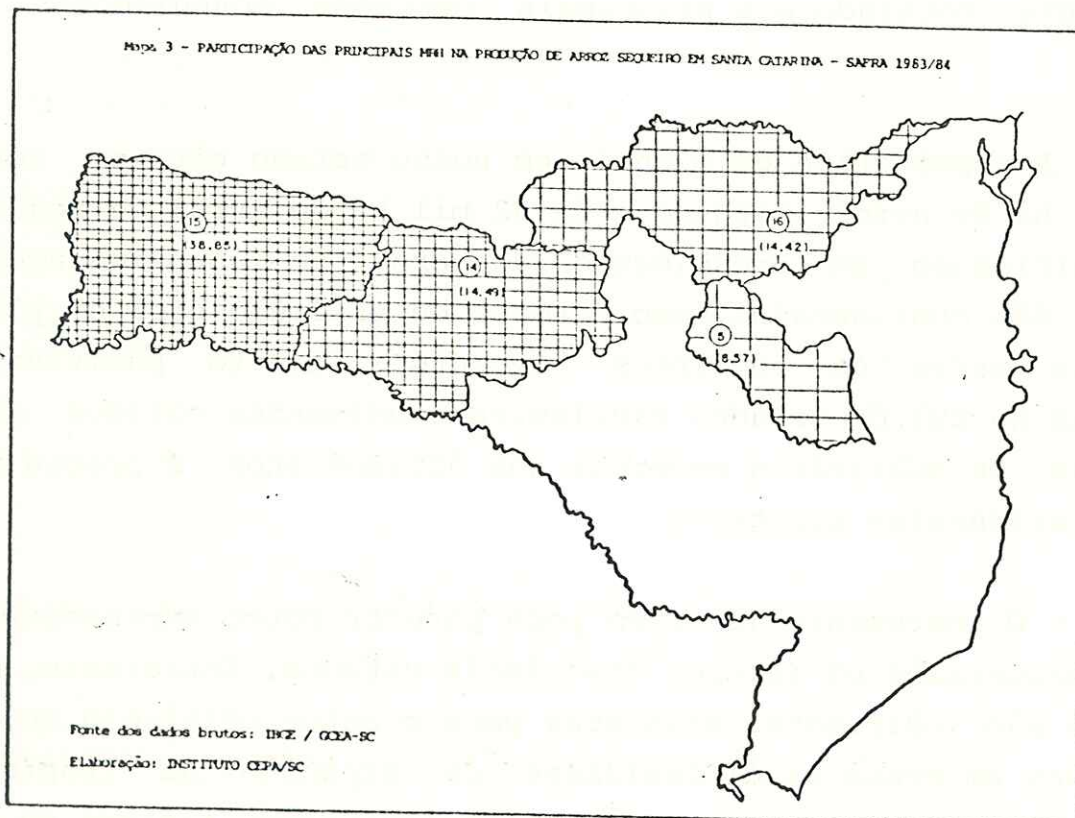 Mapa 3 - PARTICIPAÇÃO DAS PRINCIPAIS MRH NA PRODUÇÃO DE ARROZ SEQUEIRO EM SANTA CATARINA - SAFRA 1983/84
15
(38,85)
16
(14,42)
14
(14,49)
5
(8,57)
Fonte dos dados brutos: IBGE / GCEA-SC
Elaboração: INSTITUTO CEPA/SC